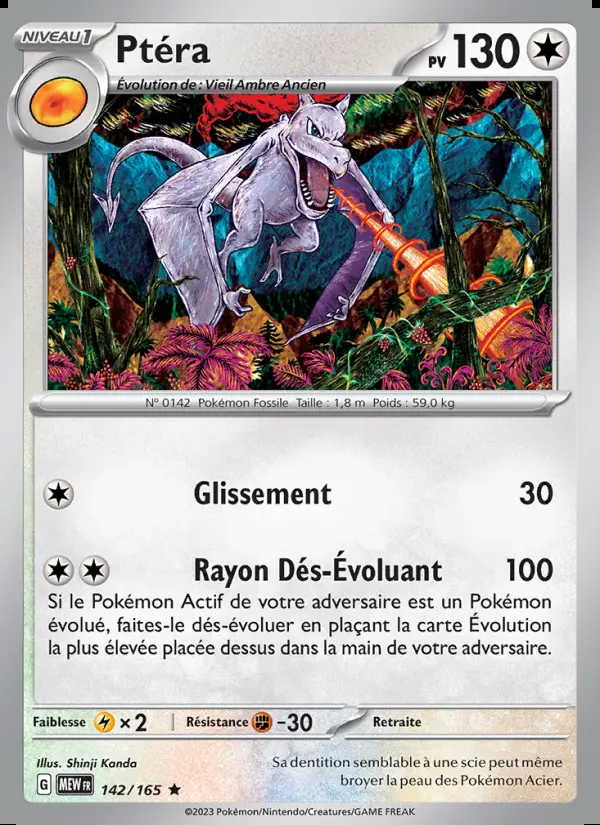 NIVEAU 1
Ptéra
PV 130
Évolution de : Vieil Ambre Ancien
N° 0142 Pokémon Fossile Taille : 1,8 m Poids : 59,0 kg
Glissement 30
Rayon Dés-Évoluant 100
Si le Pokémon Actif de votre adversaire est un Pokémon
évolué, faites-le dés-évoluer en plaçant la carte Évolution
la plus élevée placée dessus dans la main de votre adversaire.
Faiblesse ×2 Résistance -30 Retraite
Illus. Shinji Kanda
Sa dentition semblable à une scie peut même
broyer la peau des Pokémon Acier.
G MEW FR 142/165 ★
©2023 Pokémon/Nintendo/Creatures/GAME FREAK